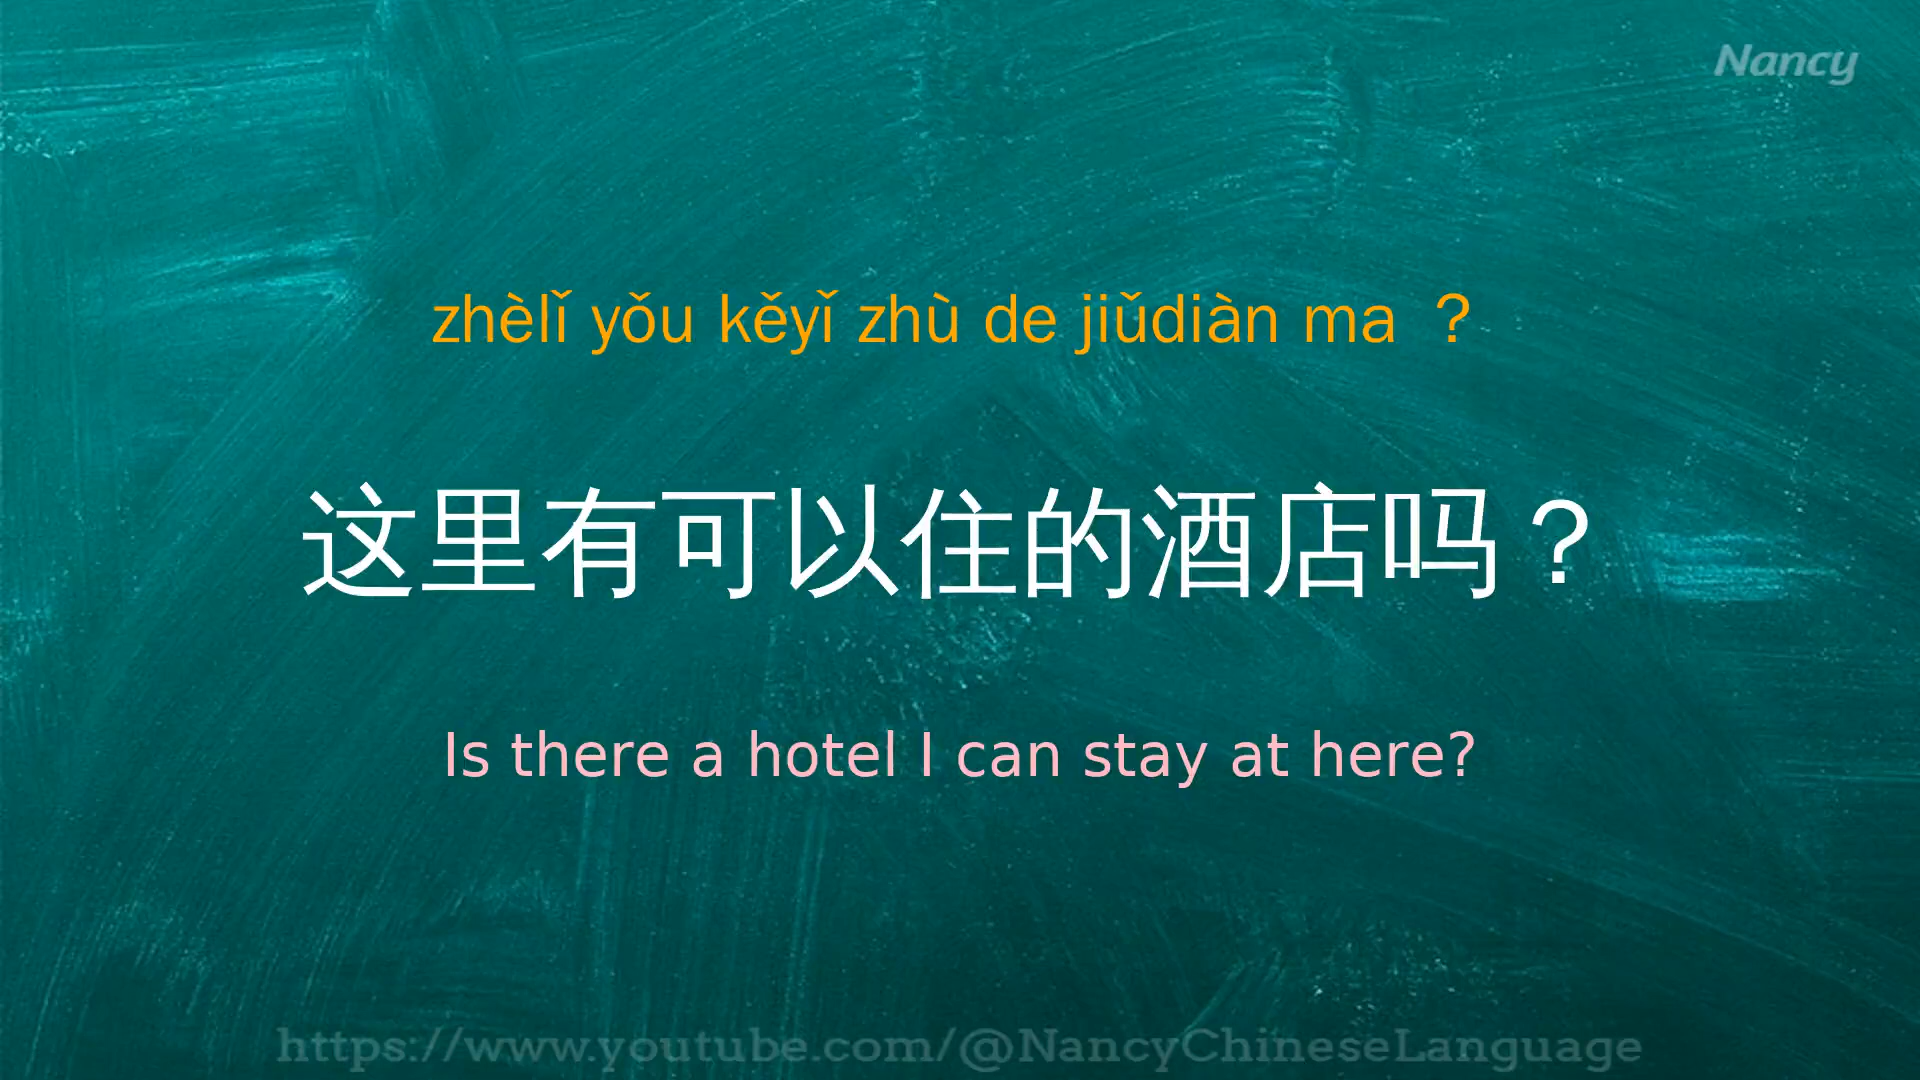 Nancy
zhèlǐ yǒu kěyǐ zhù de jiǔdiàn ma ？
这里有可以住的酒店吗？
Is there a hotel I can stay at here?
https://www.youtube.com/@NancyChineseLanguage